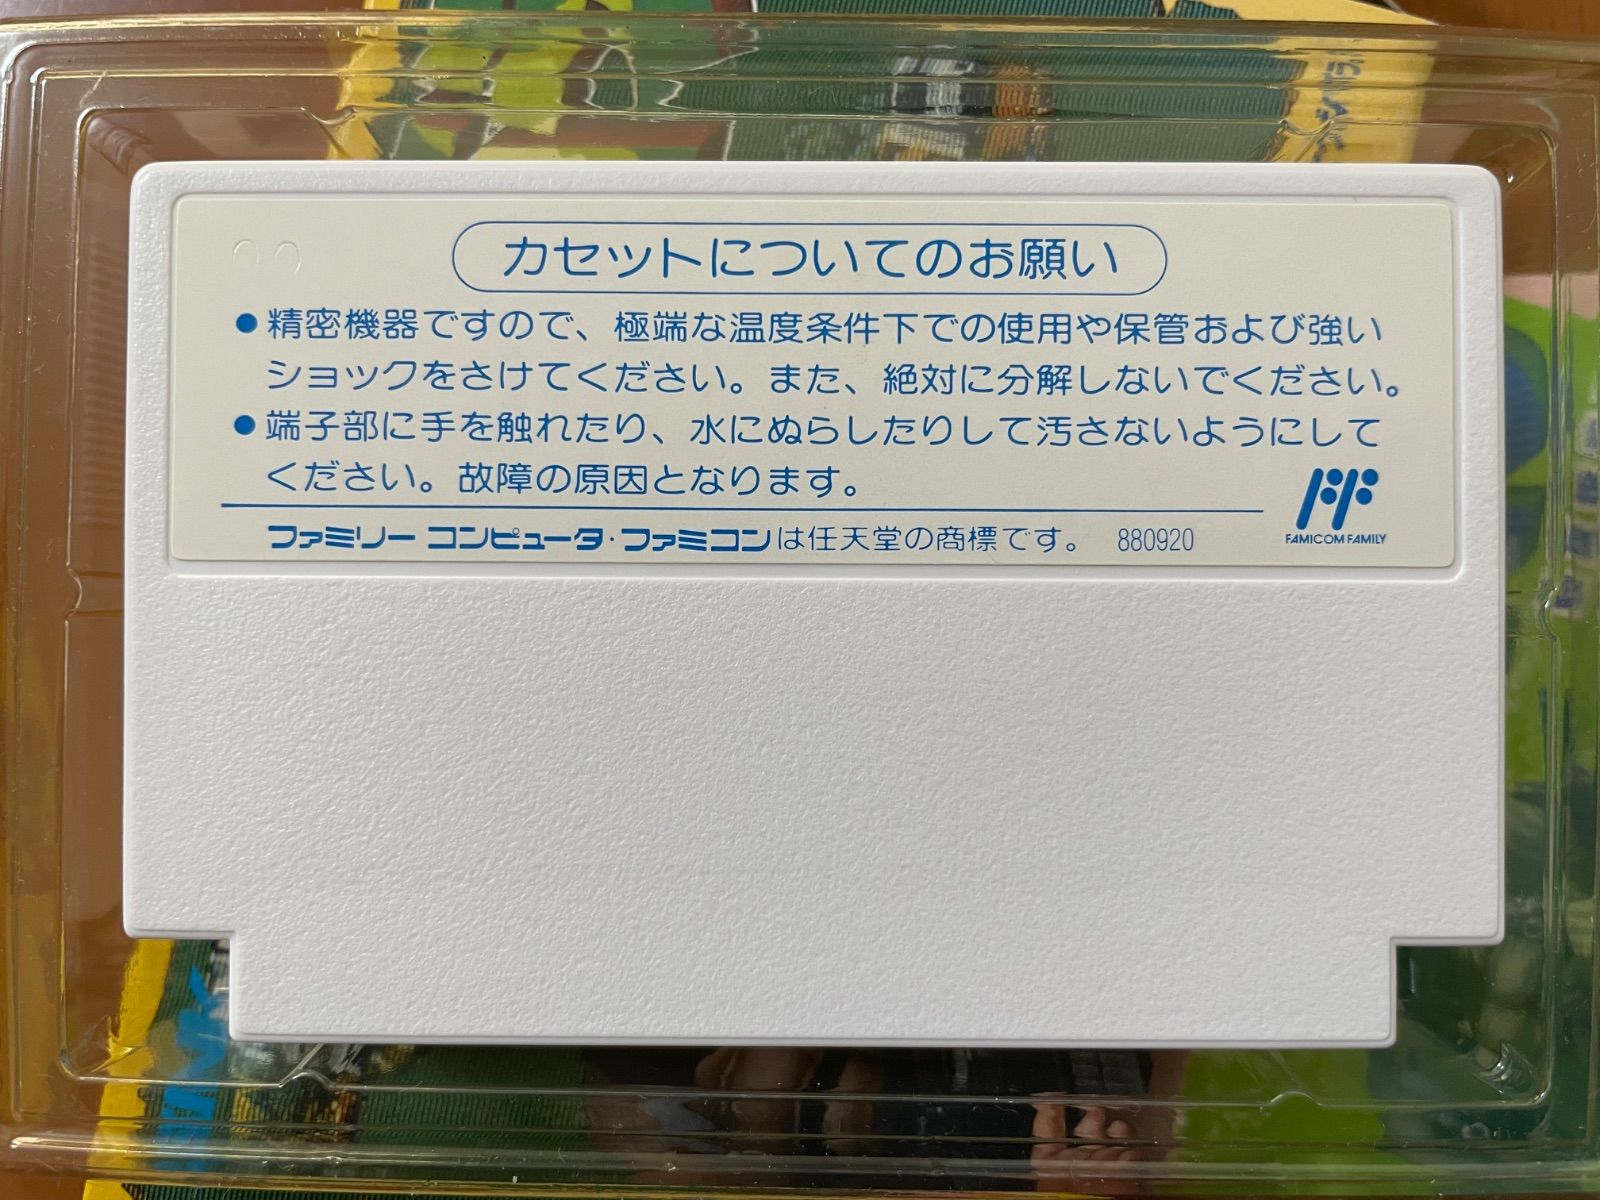 カセットについてのお願い
●精密機器ですので、極端な温度条件下での使用や保管および強い
ショックをさけてください。また、絶対に分解しないでください。
●端子部に手を触れたり、水にぬらしたりして汚さないようにして
ください。故障の原因となります。
ファミリーコンピュータ・ファミコンは任天堂の商標です。 880920
FF
FAMICOM FAMILY